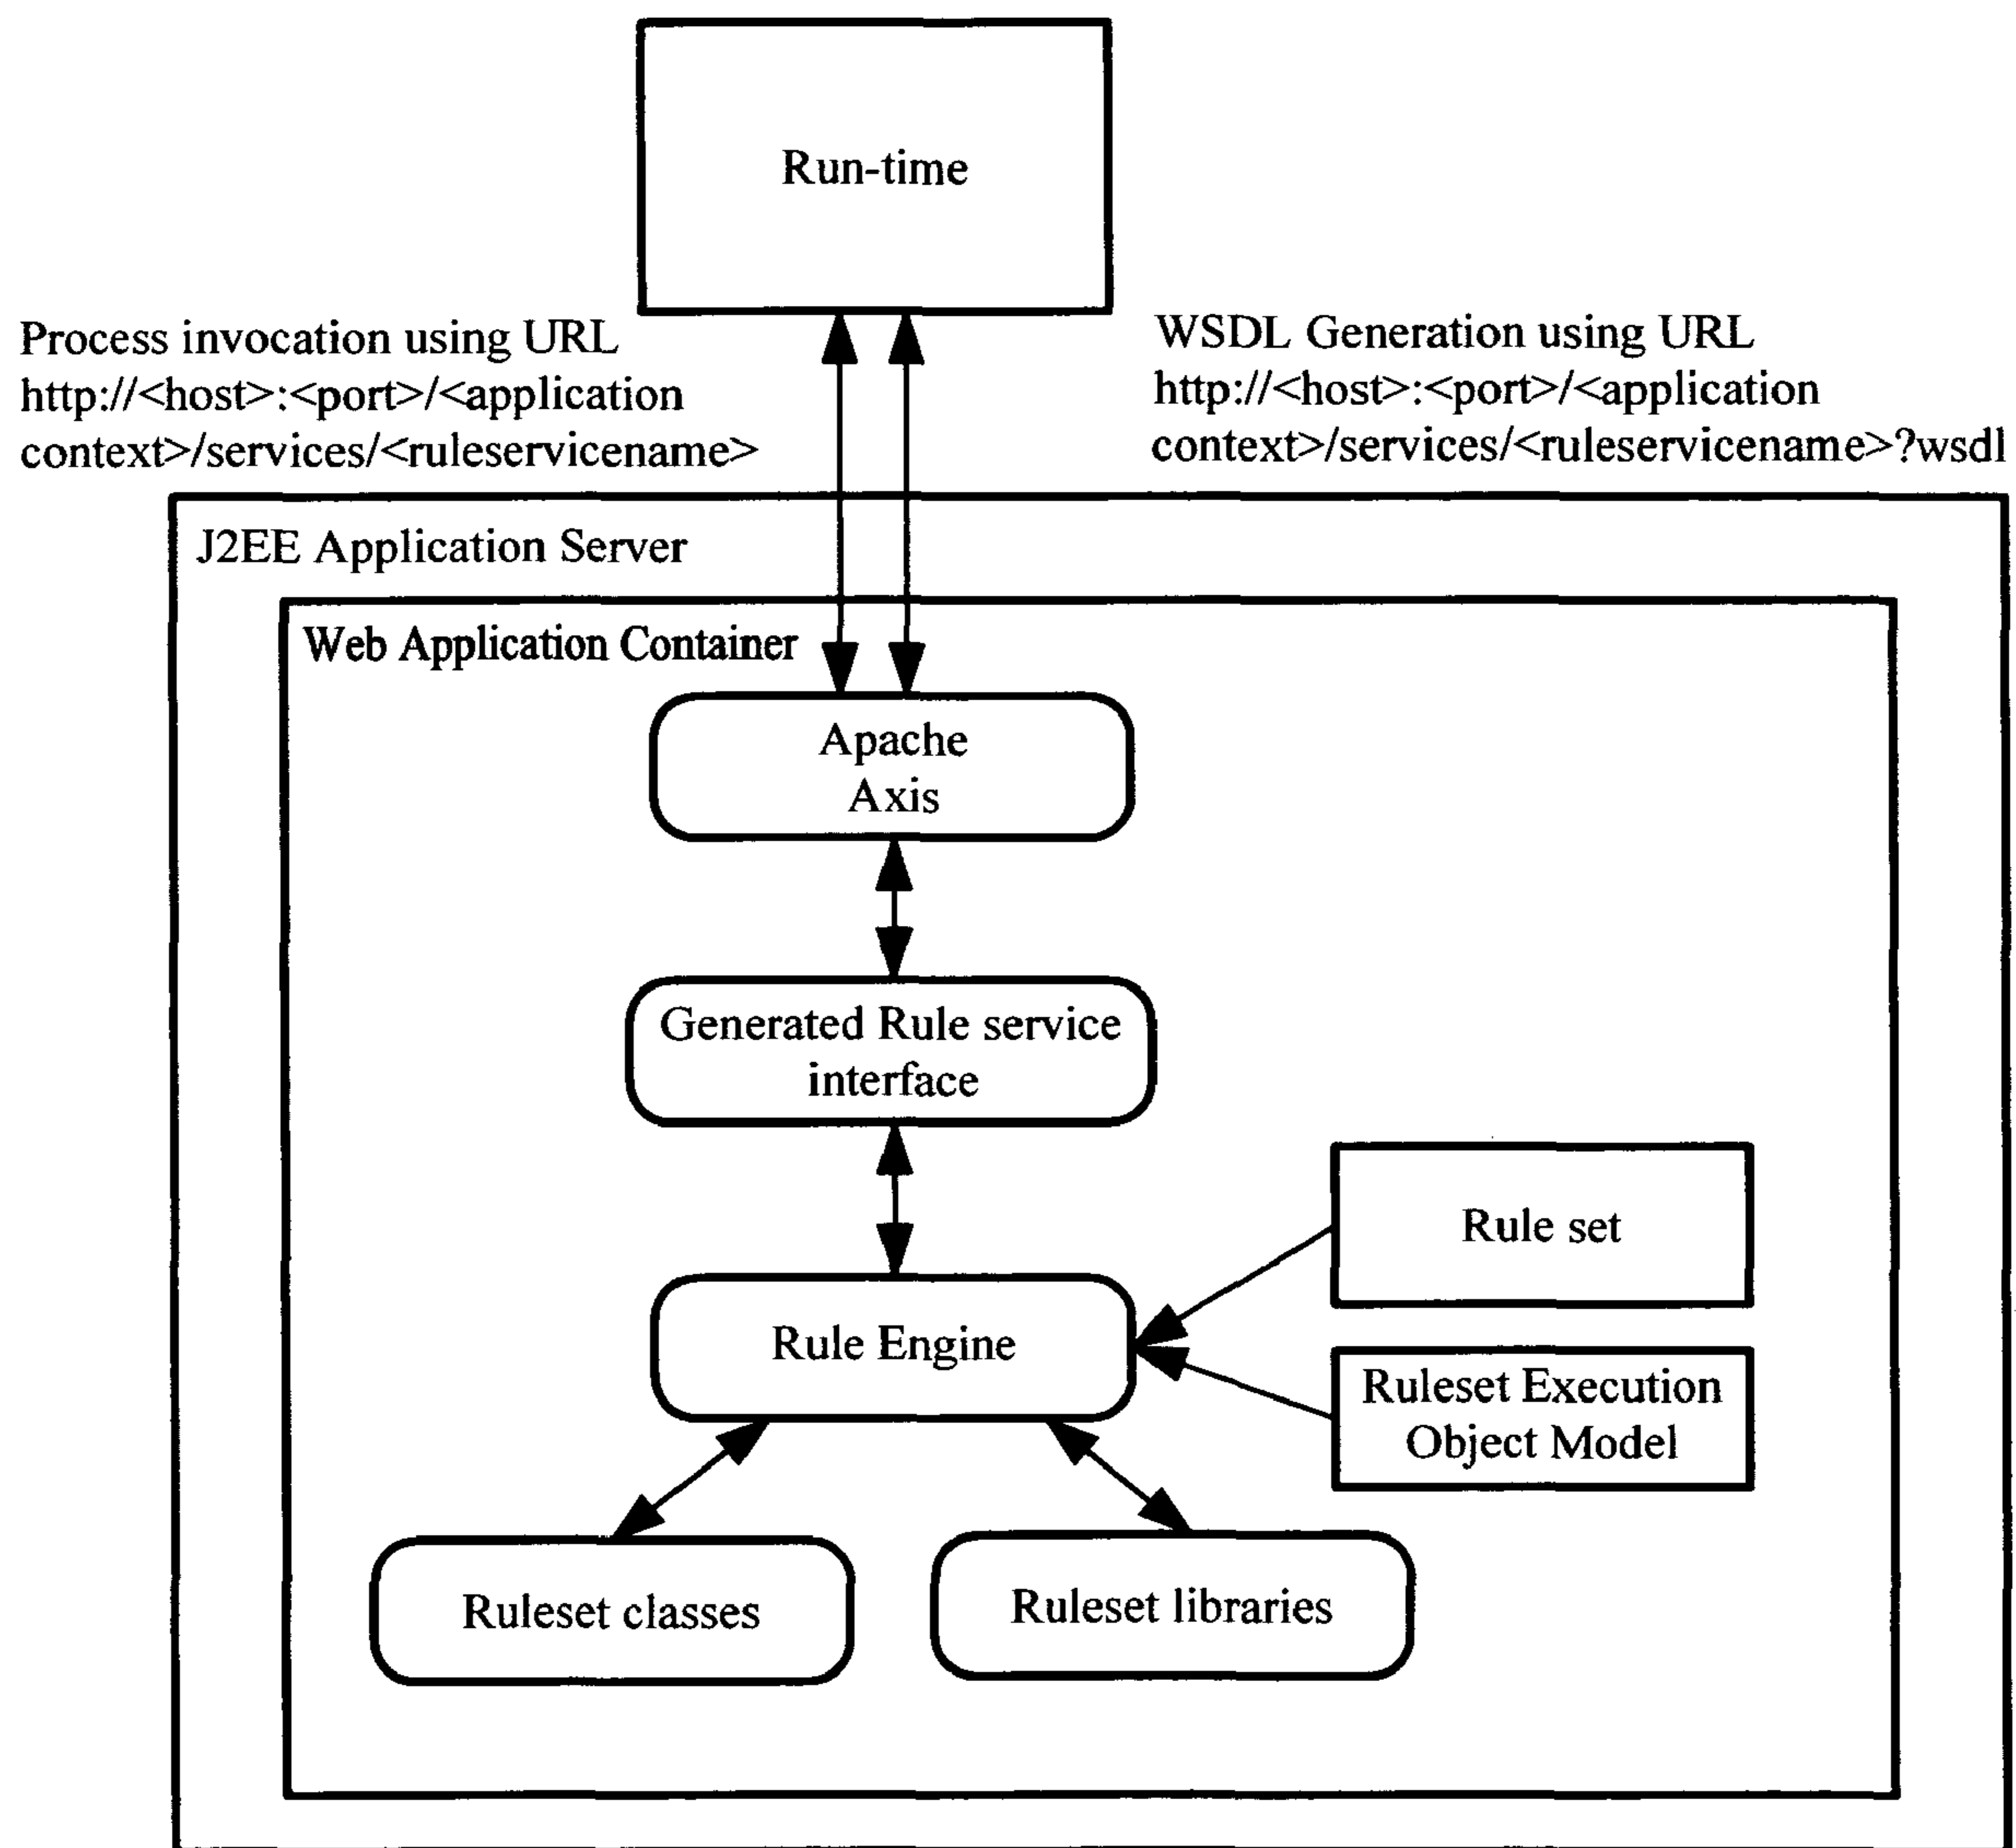 Run-time
Process invocation using URL
http://<host>:<port>/<application
context>/services/<ruleservicename>
WSDL Generation using URL
http://<host>:<port>/<application
context>/services/<ruleservicename>?wsdl
J2EE Application Server
Web Application Container
Apache
Axis
Generated Rule service
interface
Rule set
Rule Engine
Ruleset Execution
Object Model
Ruleset classes
Ruleset libraries